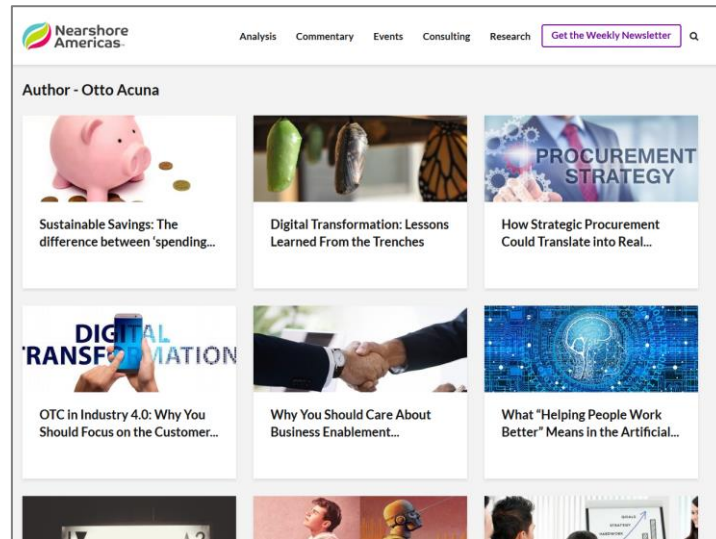 Nearshore
Americas
Analysis Commentary Events Consulting Research Get the Weekly Newsletter
Author - Otto Acuna
PROCUREMENT
STRATEGY
Sustainable Savings: The
difference between ‘spending...
Digital Transformation: Lessons
Learned From the Trenches
How Strategic Procurement
Could Translate into Real...
DIGITAL
TRANSFORMATION
OTC in Industry 4.0: Why You
Should Focus on the Customer...
Why You Should Care About
Business Enablement...
What “Helping People Work
Better” Means in the Artificial...
GOALS
STRATEGY